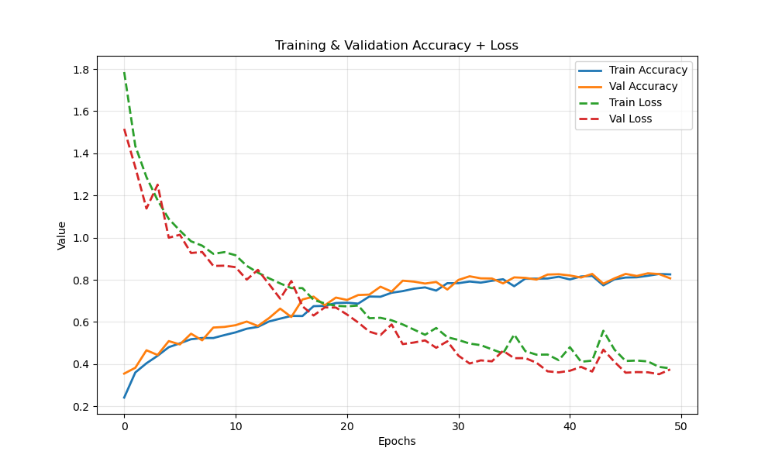 Training & Validation Accuracy + Loss
Train Accuracy
Val Accuracy
Train Loss
Val Loss
1.8
1.6
1.4
1.2
1.0
0.8
0.6
0.4
0.2
Value
0 10 20 30 40 50
Epochs